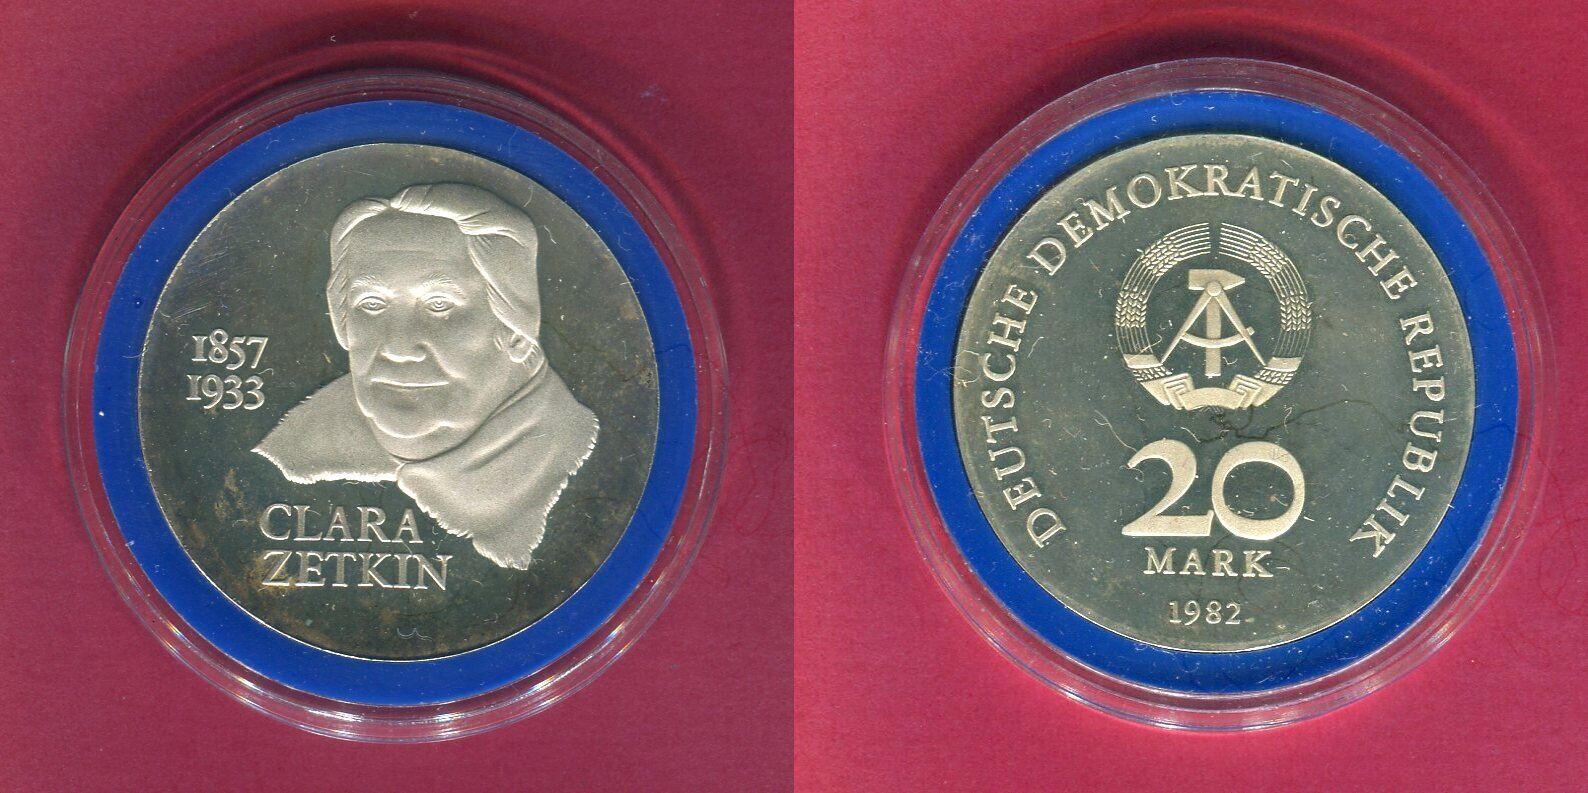 1857
1933
CLARA
ZETKIN
DEUTSCHE DEMOKRATISCHE REPUBLIK
20
MARK
1982